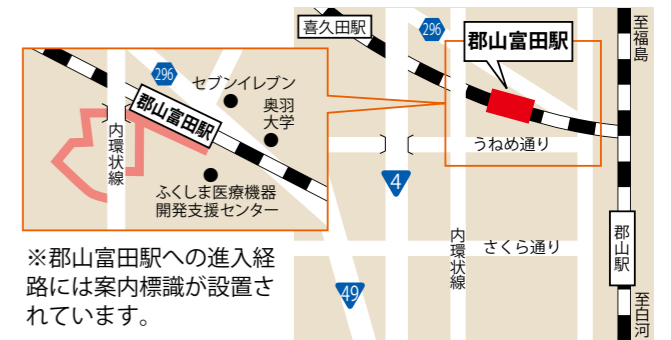 296
セブンイレブン
郡山富田駅
奥羽
大学
内環状線
ふくしま医療機器
開発支援センター
※郡山富田駅への進入経
路には案内標識が設置さ
れています。
喜久田駅
296
郡山富田駅
至福島
うねめ通り
4
内環状線
さくら通り
郡山駅
49
至白河